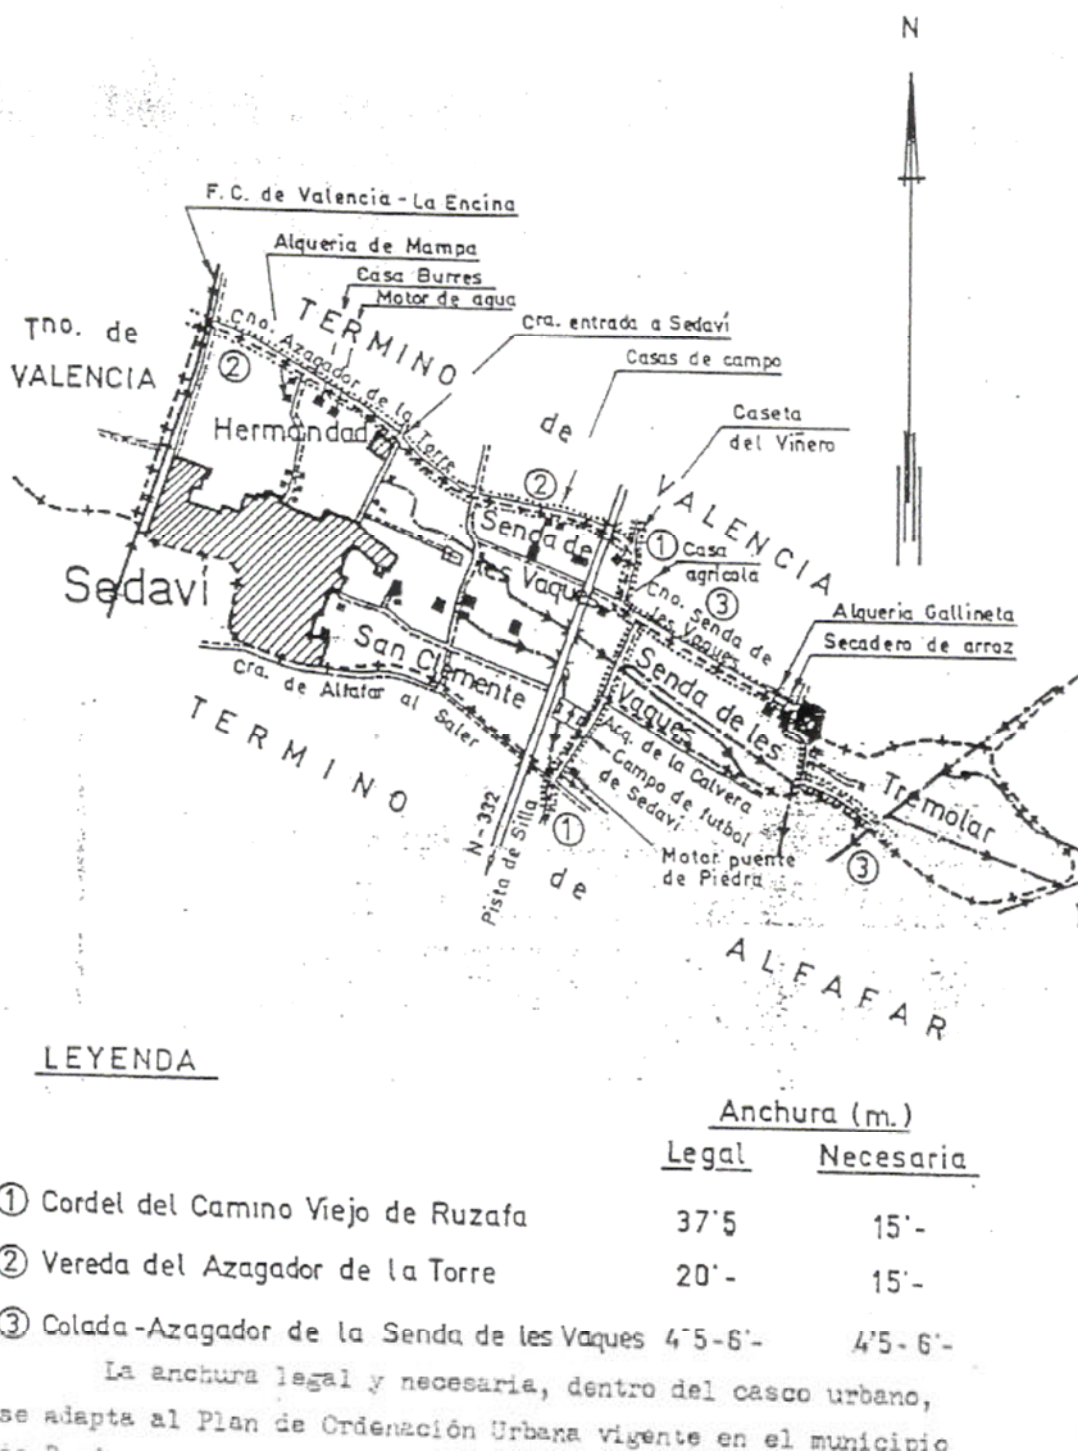 N
F.C. de Valencia - La Encina
Alqueria de Mampa
Casa Burres
Motor de agua
Cra. entrada a Sedaví
Casas de campo
Caseta
del Viñero
Tno. de
VALENCIA
TERMINO
de
VALENCIA
Cno. Azagador de la Torre
2
Hermandad
2
1
Casa
agrícola
3
Senda de
les Vaques
Cno. Senda de
les Vaques
Alqueria Gallineta
Secadero de arroz
Sedaví
San Clemente
Senda de les
Vaques
Cra. de Alfafar al Saler
Acq. de la Calvera
Campo de futbol
de Sedaví
Tremolar
TERMINO
N-332
Pista de Silla
1
Motor puente
de Piedra
3
de
ALFAFAR
LEYENDA
Anchura (m.)
Legal Necesaria
1 Cordel del Camino Viejo de Ruzafa 37'5 15'-
2 Vereda del Azagador de la Torre 20'- 15'-
3 Colada-Azagador de la Senda de les Vaques 4'5-6'- 4'5-6'-
La anchura legal y necesaria, dentro del casco urbano,
se adapta al Plan de Ordenación Urbana vigente en el municipio